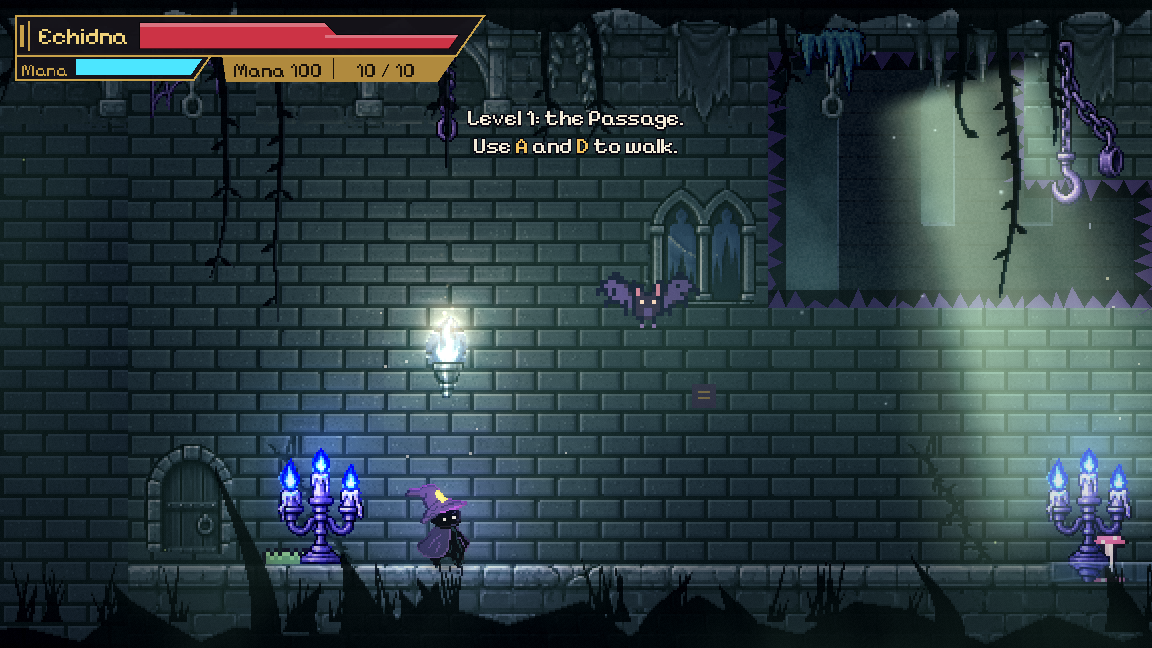 Echidna
Mana
Mana 100
10 / 10
Level 1: the Passage.
Use A and D to walk.